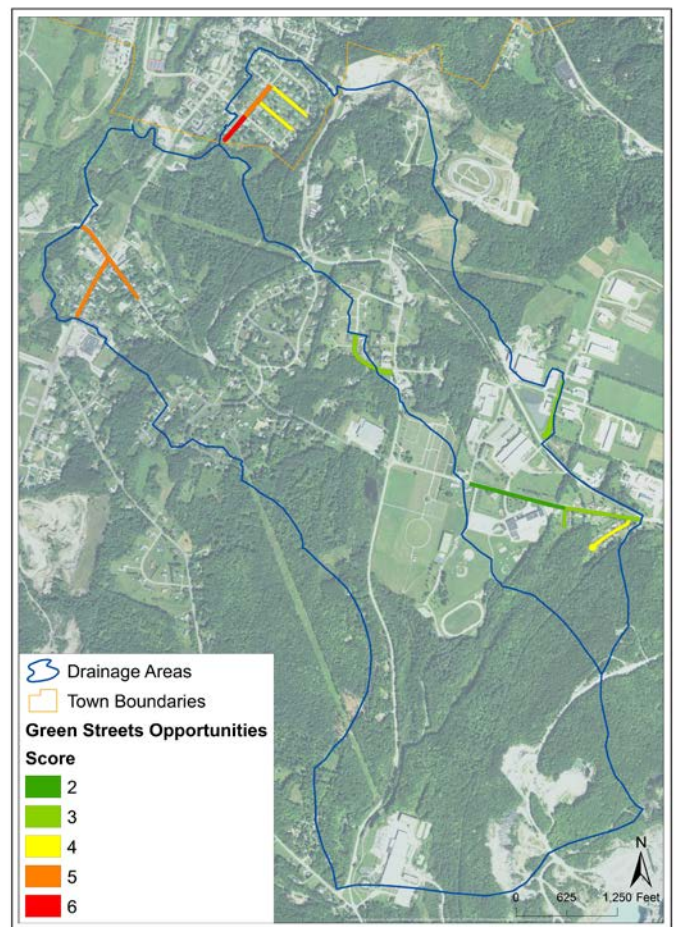 Drainage Areas
Town Boundaries
Green Streets Opportunities
Score
2
3
4
5
6
N
0 625 1,250 Feet